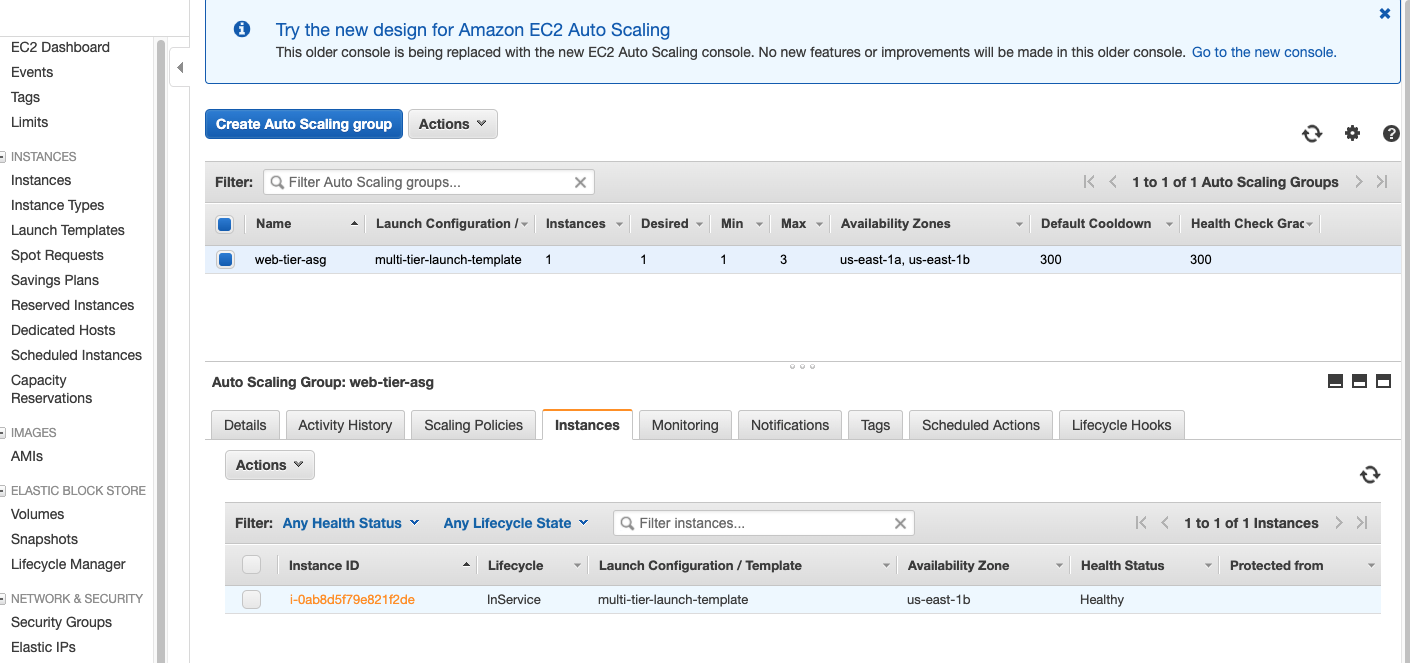 Try the new design for Amazon EC2 Auto Scaling
This older console is being replaced with the new EC2 Auto Scaling console. No new features or improvements will be made in this older console. Go to the new console.
EC2 Dashboard
Events
Tags
Limits
INSTANCES
Instances
Instance Types
Launch Templates
Spot Requests
Savings Plans
Reserved Instances
Dedicated Hosts
Scheduled Instances
Capacity
Reservations
IMAGES
AMIs
ELASTIC BLOCK STORE
Volumes
Snapshots
Lifecycle Manager
NETWORK & SECURITY
Security Groups
Elastic IPs
Create Auto Scaling group Actions
Filter: Filter Auto Scaling groups... 1 to 1 of 1 Auto Scaling Groups
Name Launch Configuration / Instances Desired Min Max Availability Zones Default Cooldown Health Check Grac
web-tier-asg multi-tier-launch-template 1 1 1 3 us-east-1a, us-east-1b 300 300
Auto Scaling Group: web-tier-asg
Details Activity History Scaling Policies Instances Monitoring Notifications Tags Scheduled Actions Lifecycle Hooks
Actions
Filter: Any Health Status Any Lifecycle State Filter instances... 1 to 1 of 1 Instances
Instance ID Lifecycle Launch Configuration / Template Availability Zone Health Status Protected from
i-0ab8d5f79e821f2de InService multi-tier-launch-template us-east-1b Healthy